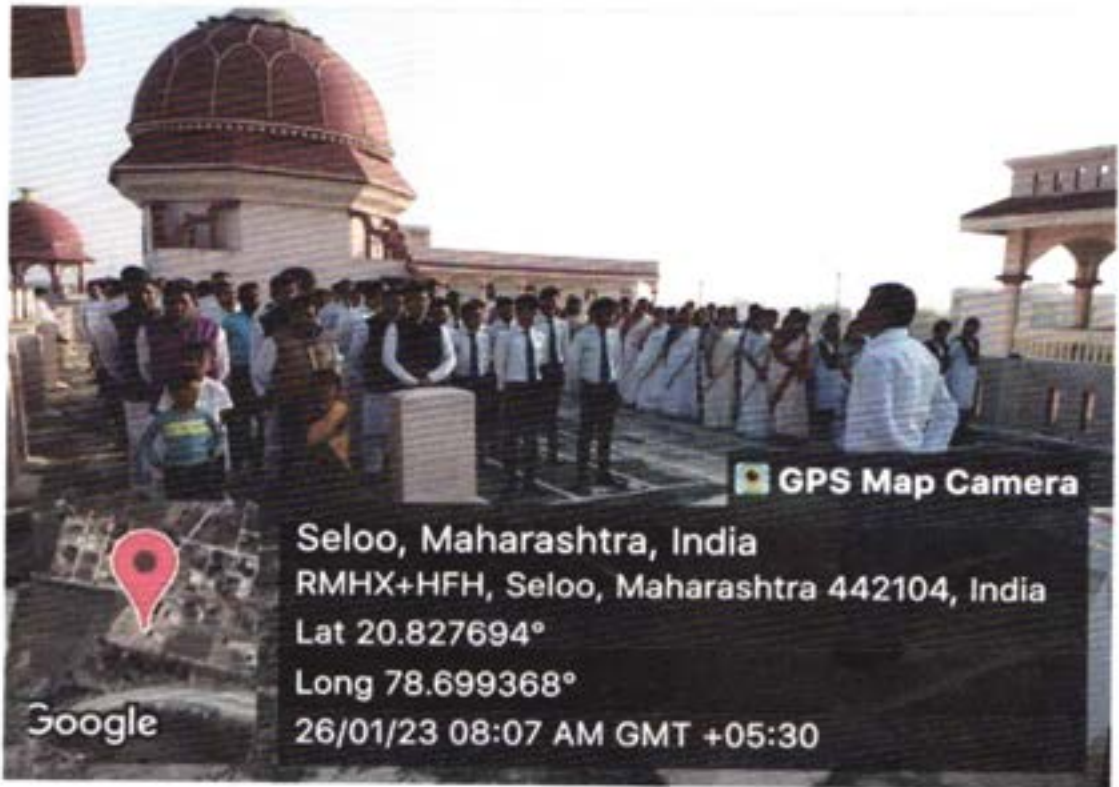 GPS Map Camera
Seloo, Maharashtra, India
RMHX+HFH, Seloo, Maharashtra 442104, India
Lat 20.827694°
Long 78.699368°
26/01/23 08:07 AM GMT +05:30
Google